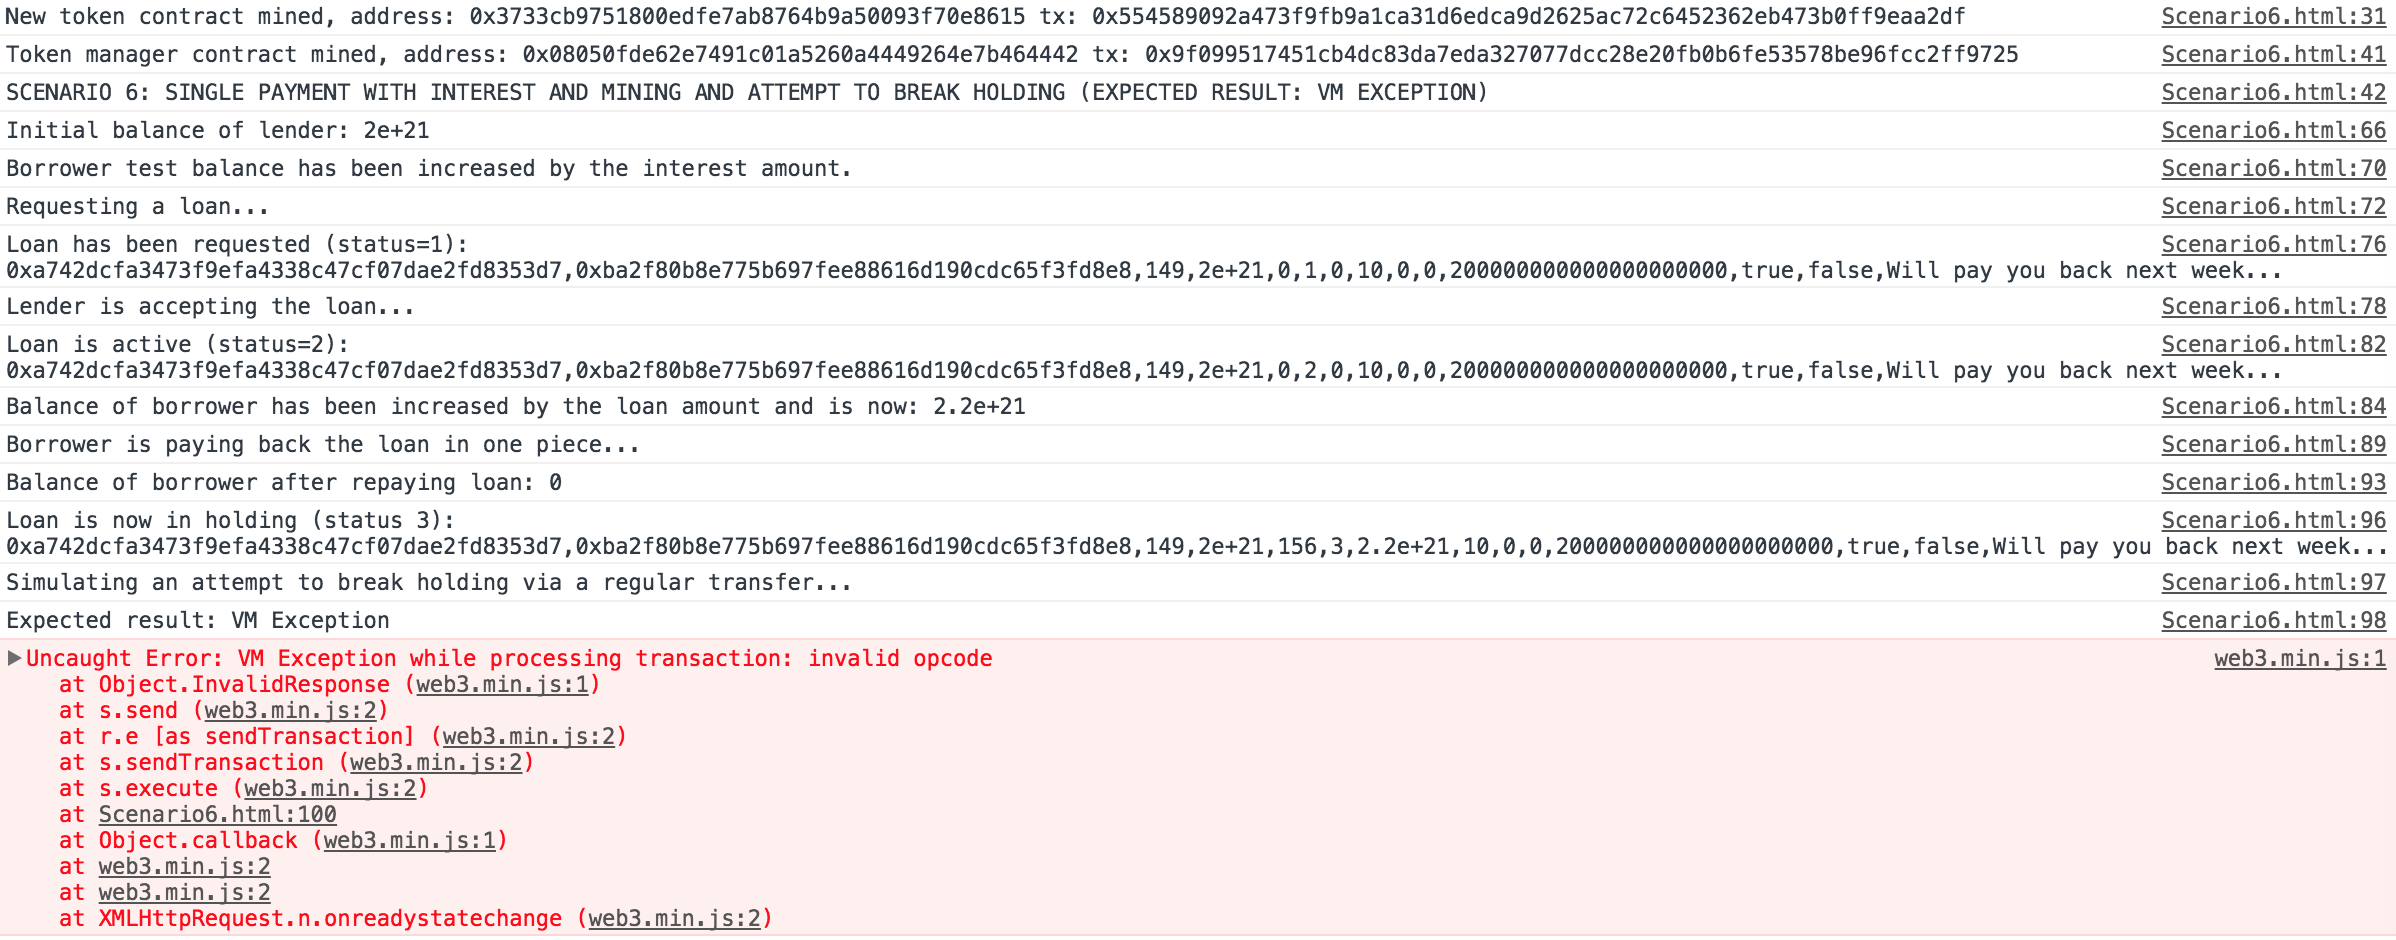 New token contract mined, address: 0x3733cb9751800edfe7ab8764b9a50093f70e8615 tx: 0x554589092a473f9fb9a1ca31d6edca9d2625ac72c6452362eb473b0ff9eaa2df Scenario6.html:31
Token manager contract mined, address: 0x08050fde62e7491c01a5260a4449264e7b464442 tx: 0x9f099517451cb4dc83da7eda327077dcc28e20fb0b6fe53578be96fcc2ff9725 Scenario6.html:41
SCENARIO 6: SINGLE PAYMENT WITH INTEREST AND MINING AND ATTEMPT TO BREAK HOLDING (EXPECTED RESULT: VM EXCEPTION) Scenario6.html:42
Initial balance of lender: 2e+21 Scenario6.html:66
Borrower test balance has been increased by the interest amount. Scenario6.html:70
Requesting a loan... Scenario6.html:72
Loan has been requested (status=1): Scenario6.html:76
0xa742dcfa3473f9efa4338c47cf07dae2fd8353d7,0xba2f80b8e775b697fee88616d190cdc65f3fd8e8,149,2e+21,0,1,0,10,0,0,200000000000000000000,true,false,Will pay you back next week...
Lender is accepting the loan... Scenario6.html:78
Loan is active (status=2): Scenario6.html:82
0xa742dcfa3473f9efa4338c47cf07dae2fd8353d7,0xba2f80b8e775b697fee88616d190cdc65f3fd8e8,149,2e+21,0,2,0,10,0,0,200000000000000000000,true,false,Will pay you back next week...
Balance of borrower has been increased by the loan amount and is now: 2.2e+21 Scenario6.html:84
Borrower is paying back the loan in one piece... Scenario6.html:89
Balance of borrower after repaying loan: 0 Scenario6.html:93
Loan is now in holding (status 3): Scenario6.html:96
0xa742dcfa3473f9efa4338c47cf07dae2fd8353d7,0xba2f80b8e775b697fee88616d190cdc65f3fd8e8,149,2e+21,156,3,2.2e+21,10,0,0,200000000000000000000,true,false,Will pay you back next week...
Simulating an attempt to break holding via a regular transfer... Scenario6.html:97
Expected result: VM Exception Scenario6.html:98
Uncaught Error: VM Exception while processing transaction: invalid opcode web3.min.js:1
at Object.InvalidResponse (web3.min.js:1)
at s.send (web3.min.js:2)
at r.e [as sendTransaction] (web3.min.js:2)
at s.sendTransaction (web3.min.js:2)
at s.execute (web3.min.js:2)
at Scenario6.html:100
at Object.callback (web3.min.js:1)
at web3.min.js:2
at web3.min.js:2
at XMLHttpRequest.n.onreadystatechange (web3.min.js:2)